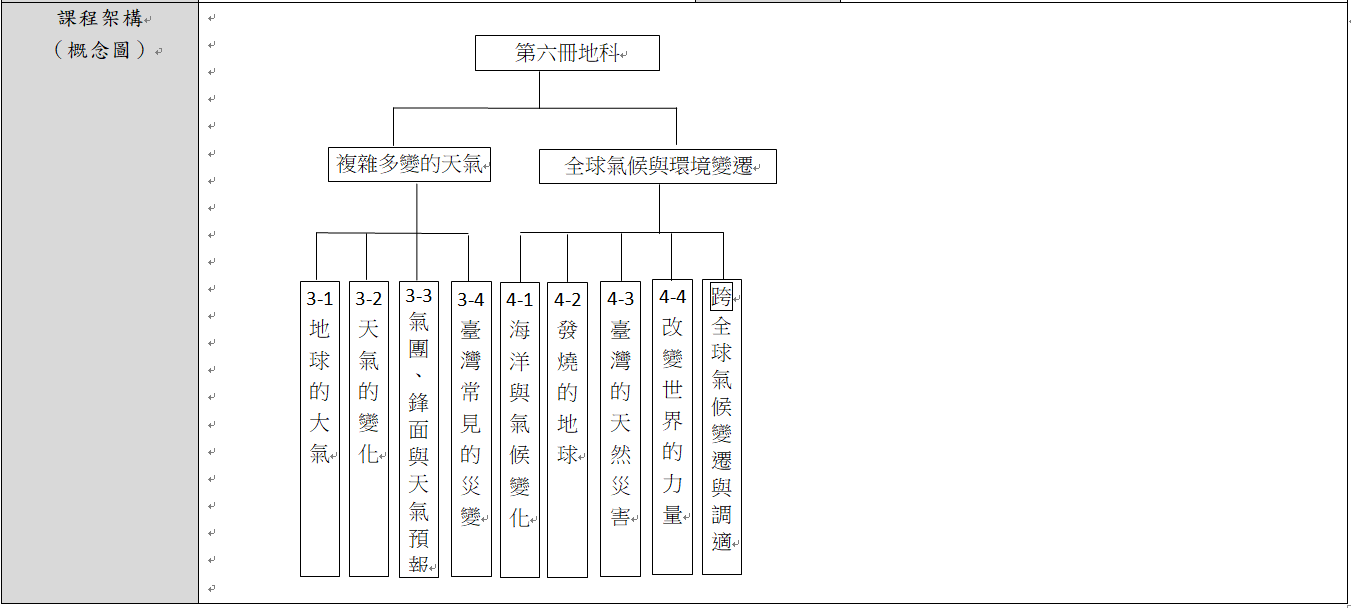 課程架構
（概念圖）
第六冊地科
複雜多變的天氣
全球氣候與環境變遷
3-1地球的大氣
3-2天氣的變化
3-3氣團、鋒面與天氣預報
3-4臺灣常見的災變
4-1海洋與氣候變化
4-2發燒的地球
4-3臺灣的天然災害
4-4改變世界的力量
跨全球氣候變遷與調適